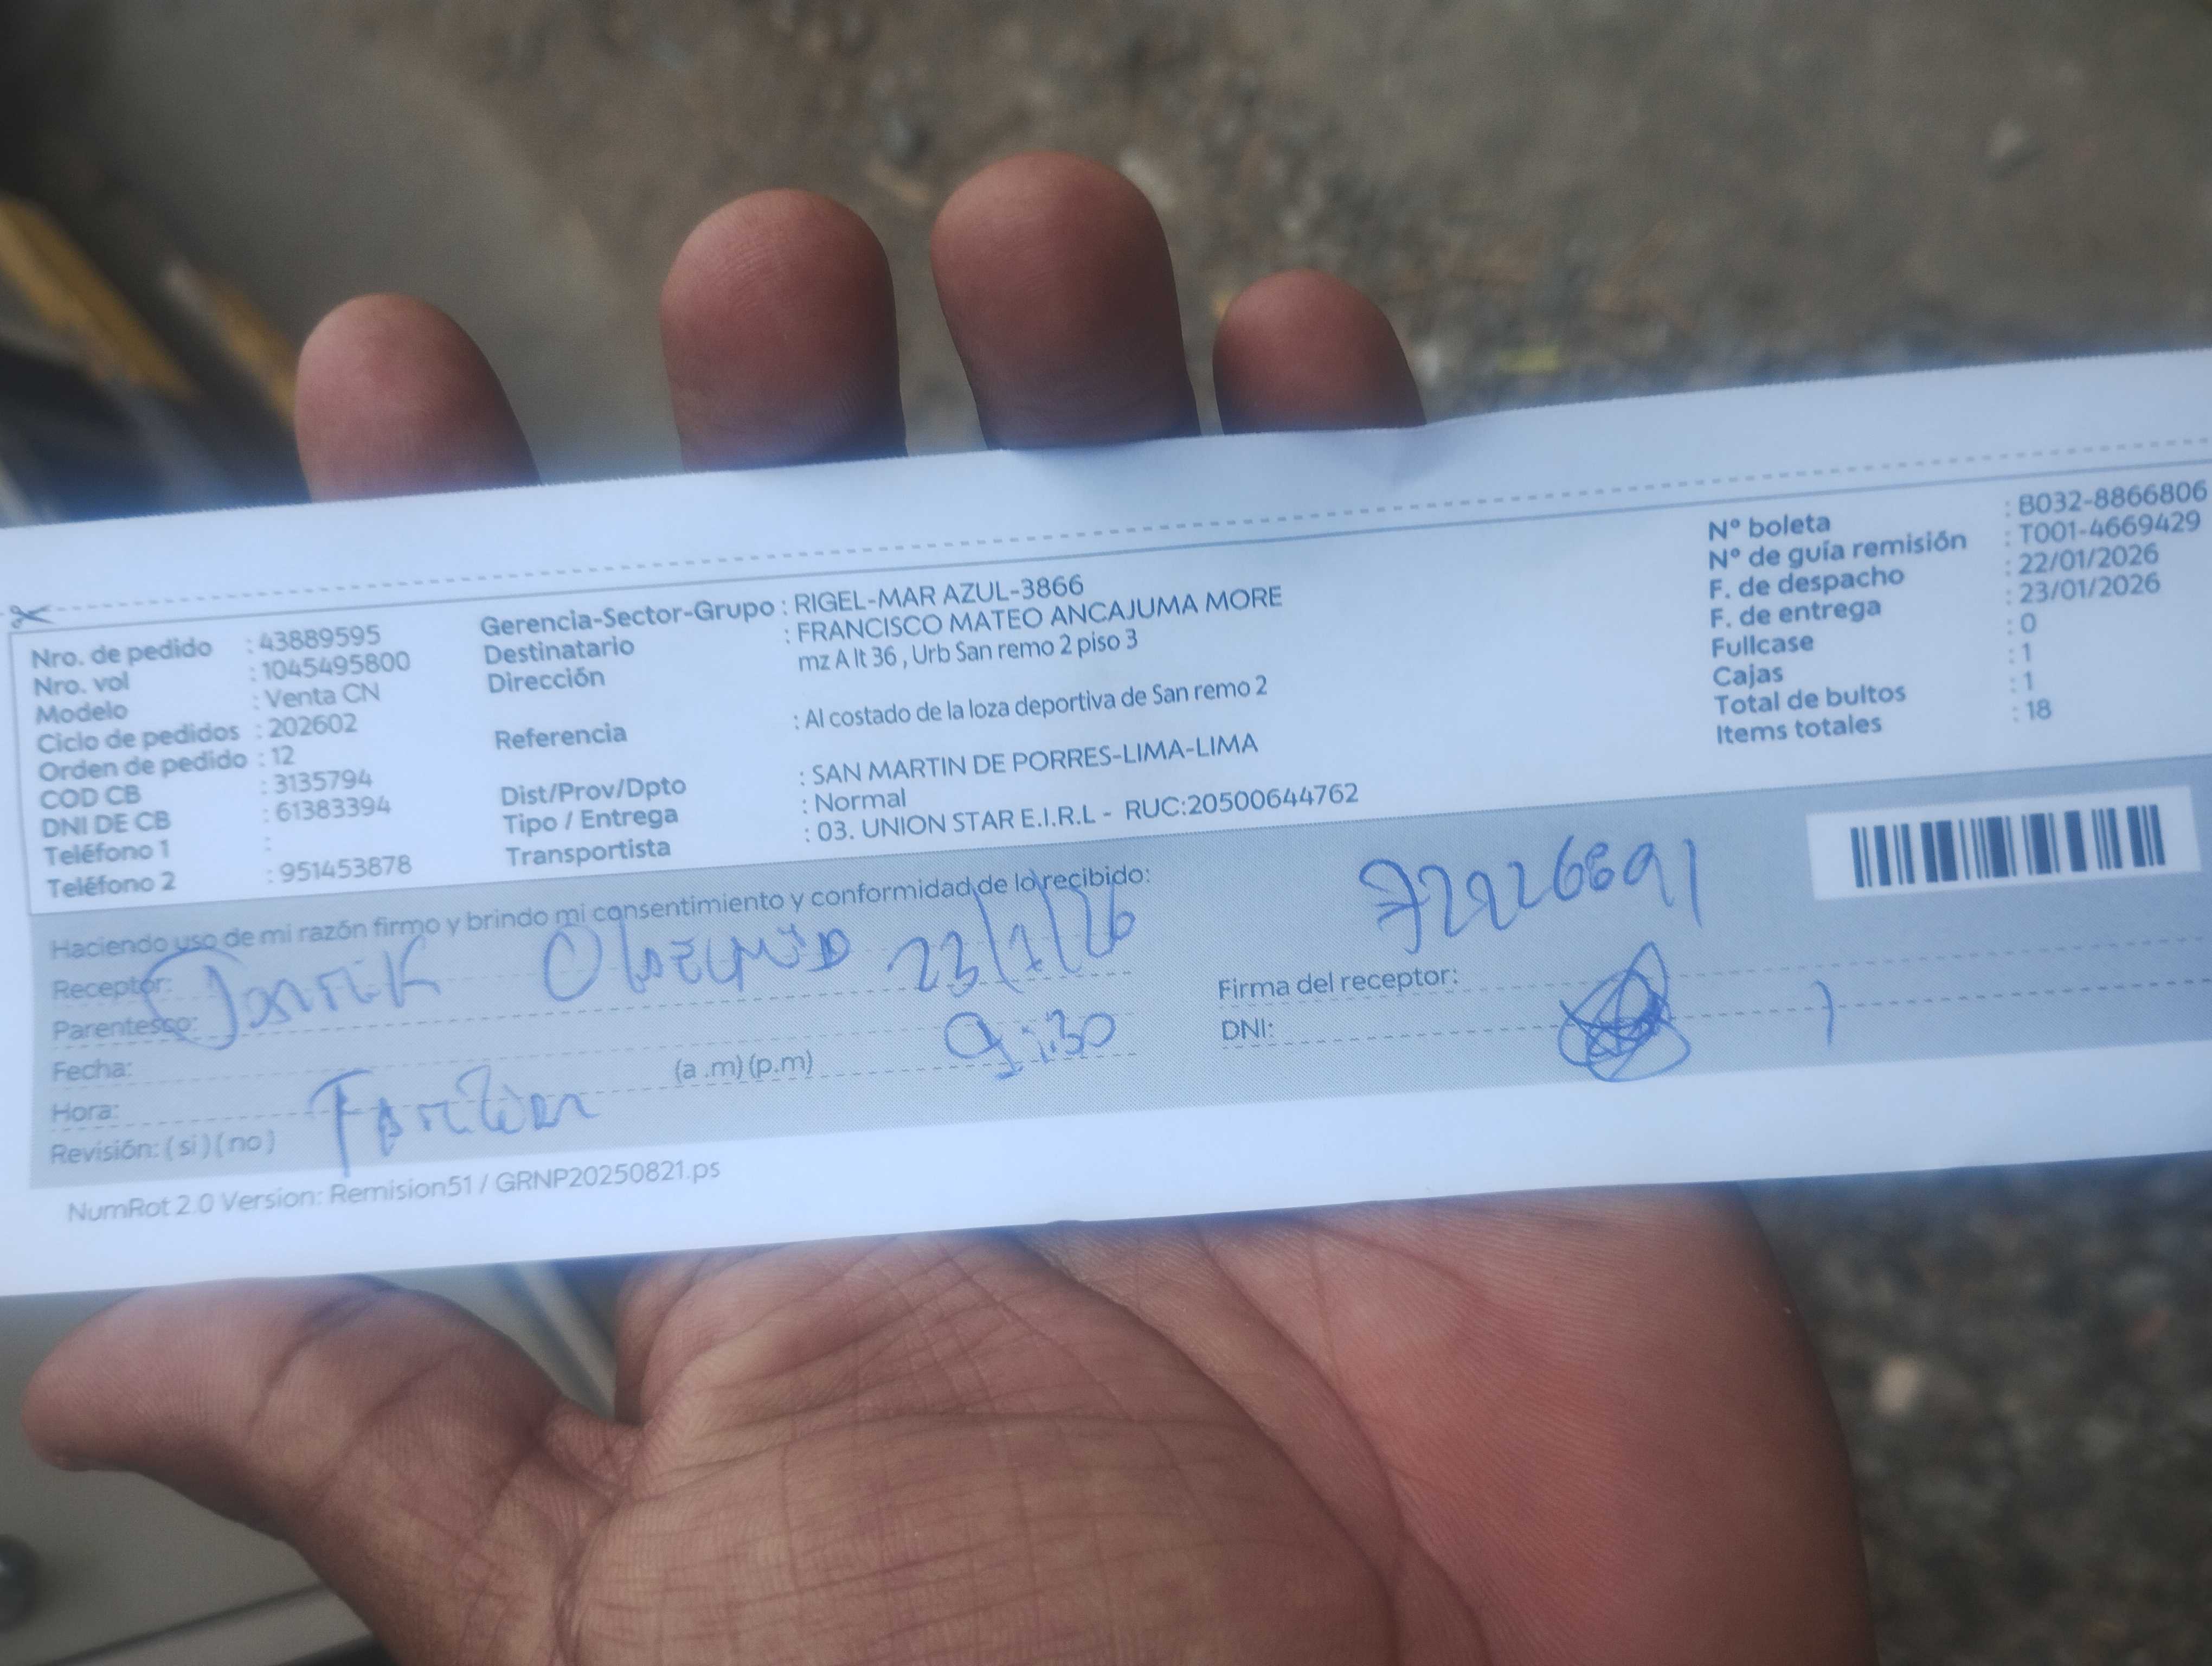 Nro. de pedido : 43889595
Nro. vol : 1045495800
Modelo : Venta CN
Ciclo de pedidos : 202602
Orden de pedido : 12
COD CB : 3135794
DNI DE CB : 61383394
Teléfono 1 :
Teléfono 2 : 951453878
Gerencia-Sector-Grupo : RIGEL-MAR AZUL-3866
Destinatario : FRANCISCO MATEO ANCAJUMA MORE
Dirección mz A lt 36 , Urb San remo 2 piso 3
Referencia : Al costado de la loza deportiva de San remo 2
Dist/Prov/Dpto : SAN MARTIN DE PORRES-LIMA-LIMA
Tipo / Entrega : Normal
Transportista : 03. UNION STAR E.I.R.L - RUC:20500644762
Nº boleta : B032-8866806
Nº de guía remisión : T001-4669429
F. de despacho : 22/01/2026
F. de entrega : 23/01/2026
Fullcase : 0
Cajas : 1
Total de bultos : 1
Items totales : 18
Haciendo uso de mi razón firmo y brindo mi consentimiento y conformidad de lo recibido:
Receptor: 23/1/26
Parentesco:
Fecha:
Hora: (a .m) (p.m) 9:30
Revisión: ( si ) ( no )
Firma del receptor:
DNI:
NumRot 2.0 Version: Remision51 / GRNP20250821.ps